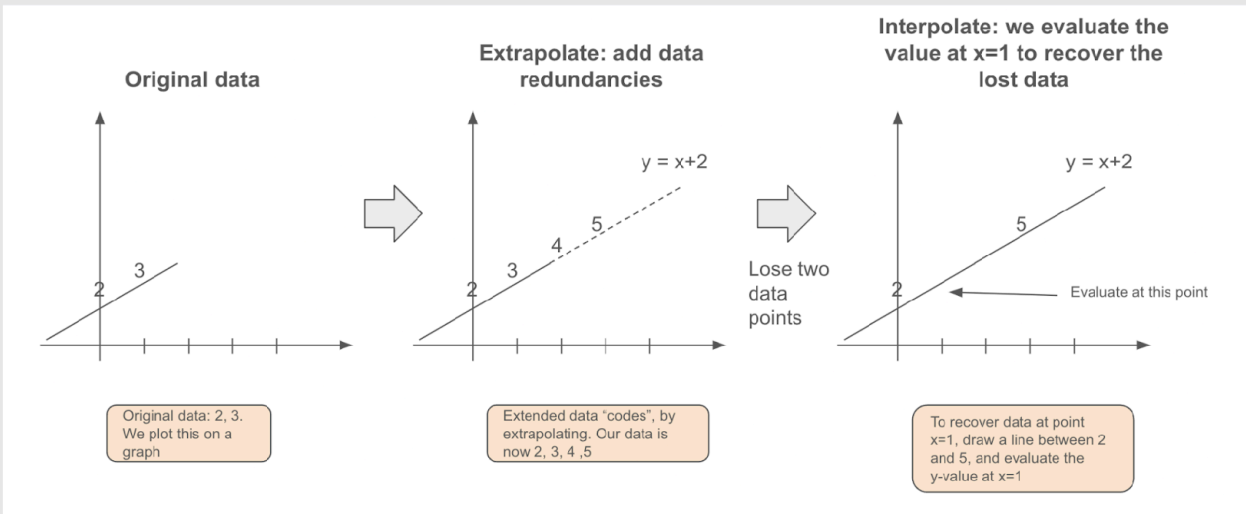 Original data
2
3
Original data: 2, 3.
We plot this on a
graph
Extrapolate: add data
redundancies
y = x+2
5
4
3
2
Extended data “codes”, by
extrapolating. Our data is
now 2, 3, 4 ,5
Lose two
data
points
Interpolate: we evaluate the
value at x=1 to recover the
lost data
y = x+2
5
2
Evaluate at this point
To recover data at point
x=1, draw a line between 2
and 5, and evaluate the
y-value at x=1